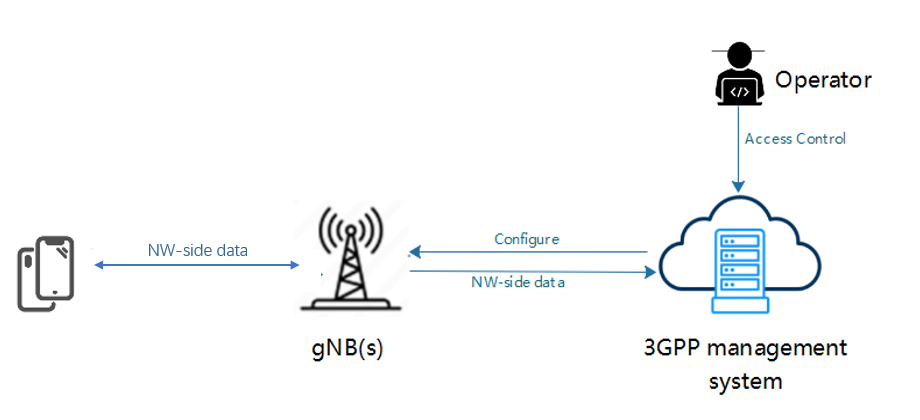 Operator
Access Control
NW-side data
Configure
NW-side data
gNB(s)
3GPP management
system